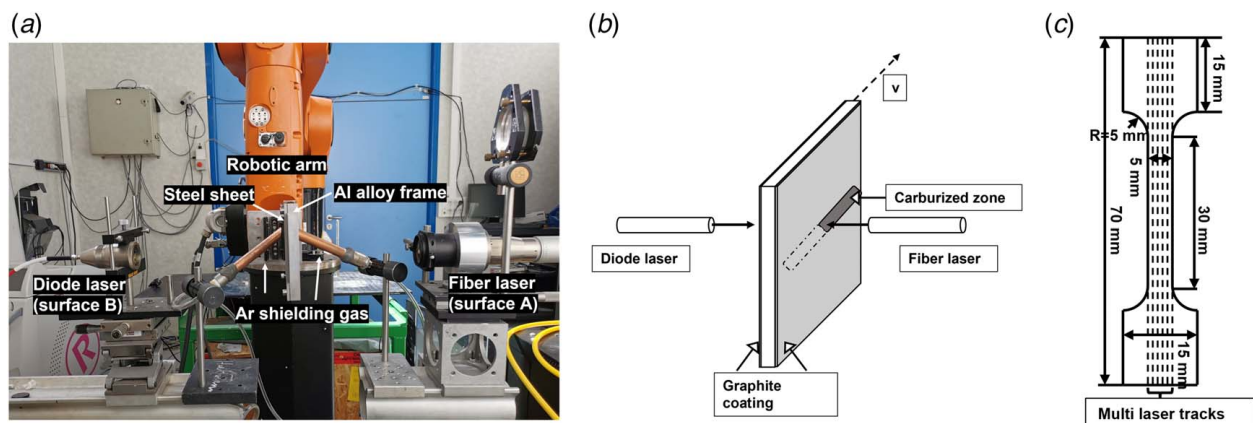 (a)
Robotic arm
Steel sheet
Al alloy frame
Diode laser
(surface B)
Fiber laser
(surface A)
Ar shielding gas
(b)
v
Carburized zone
Diode laser
Fiber laser
Graphite
coating
(c)
15 mm
R=5 mm
5 mm
70 mm
30 mm
15 mm
Multi laser tracks